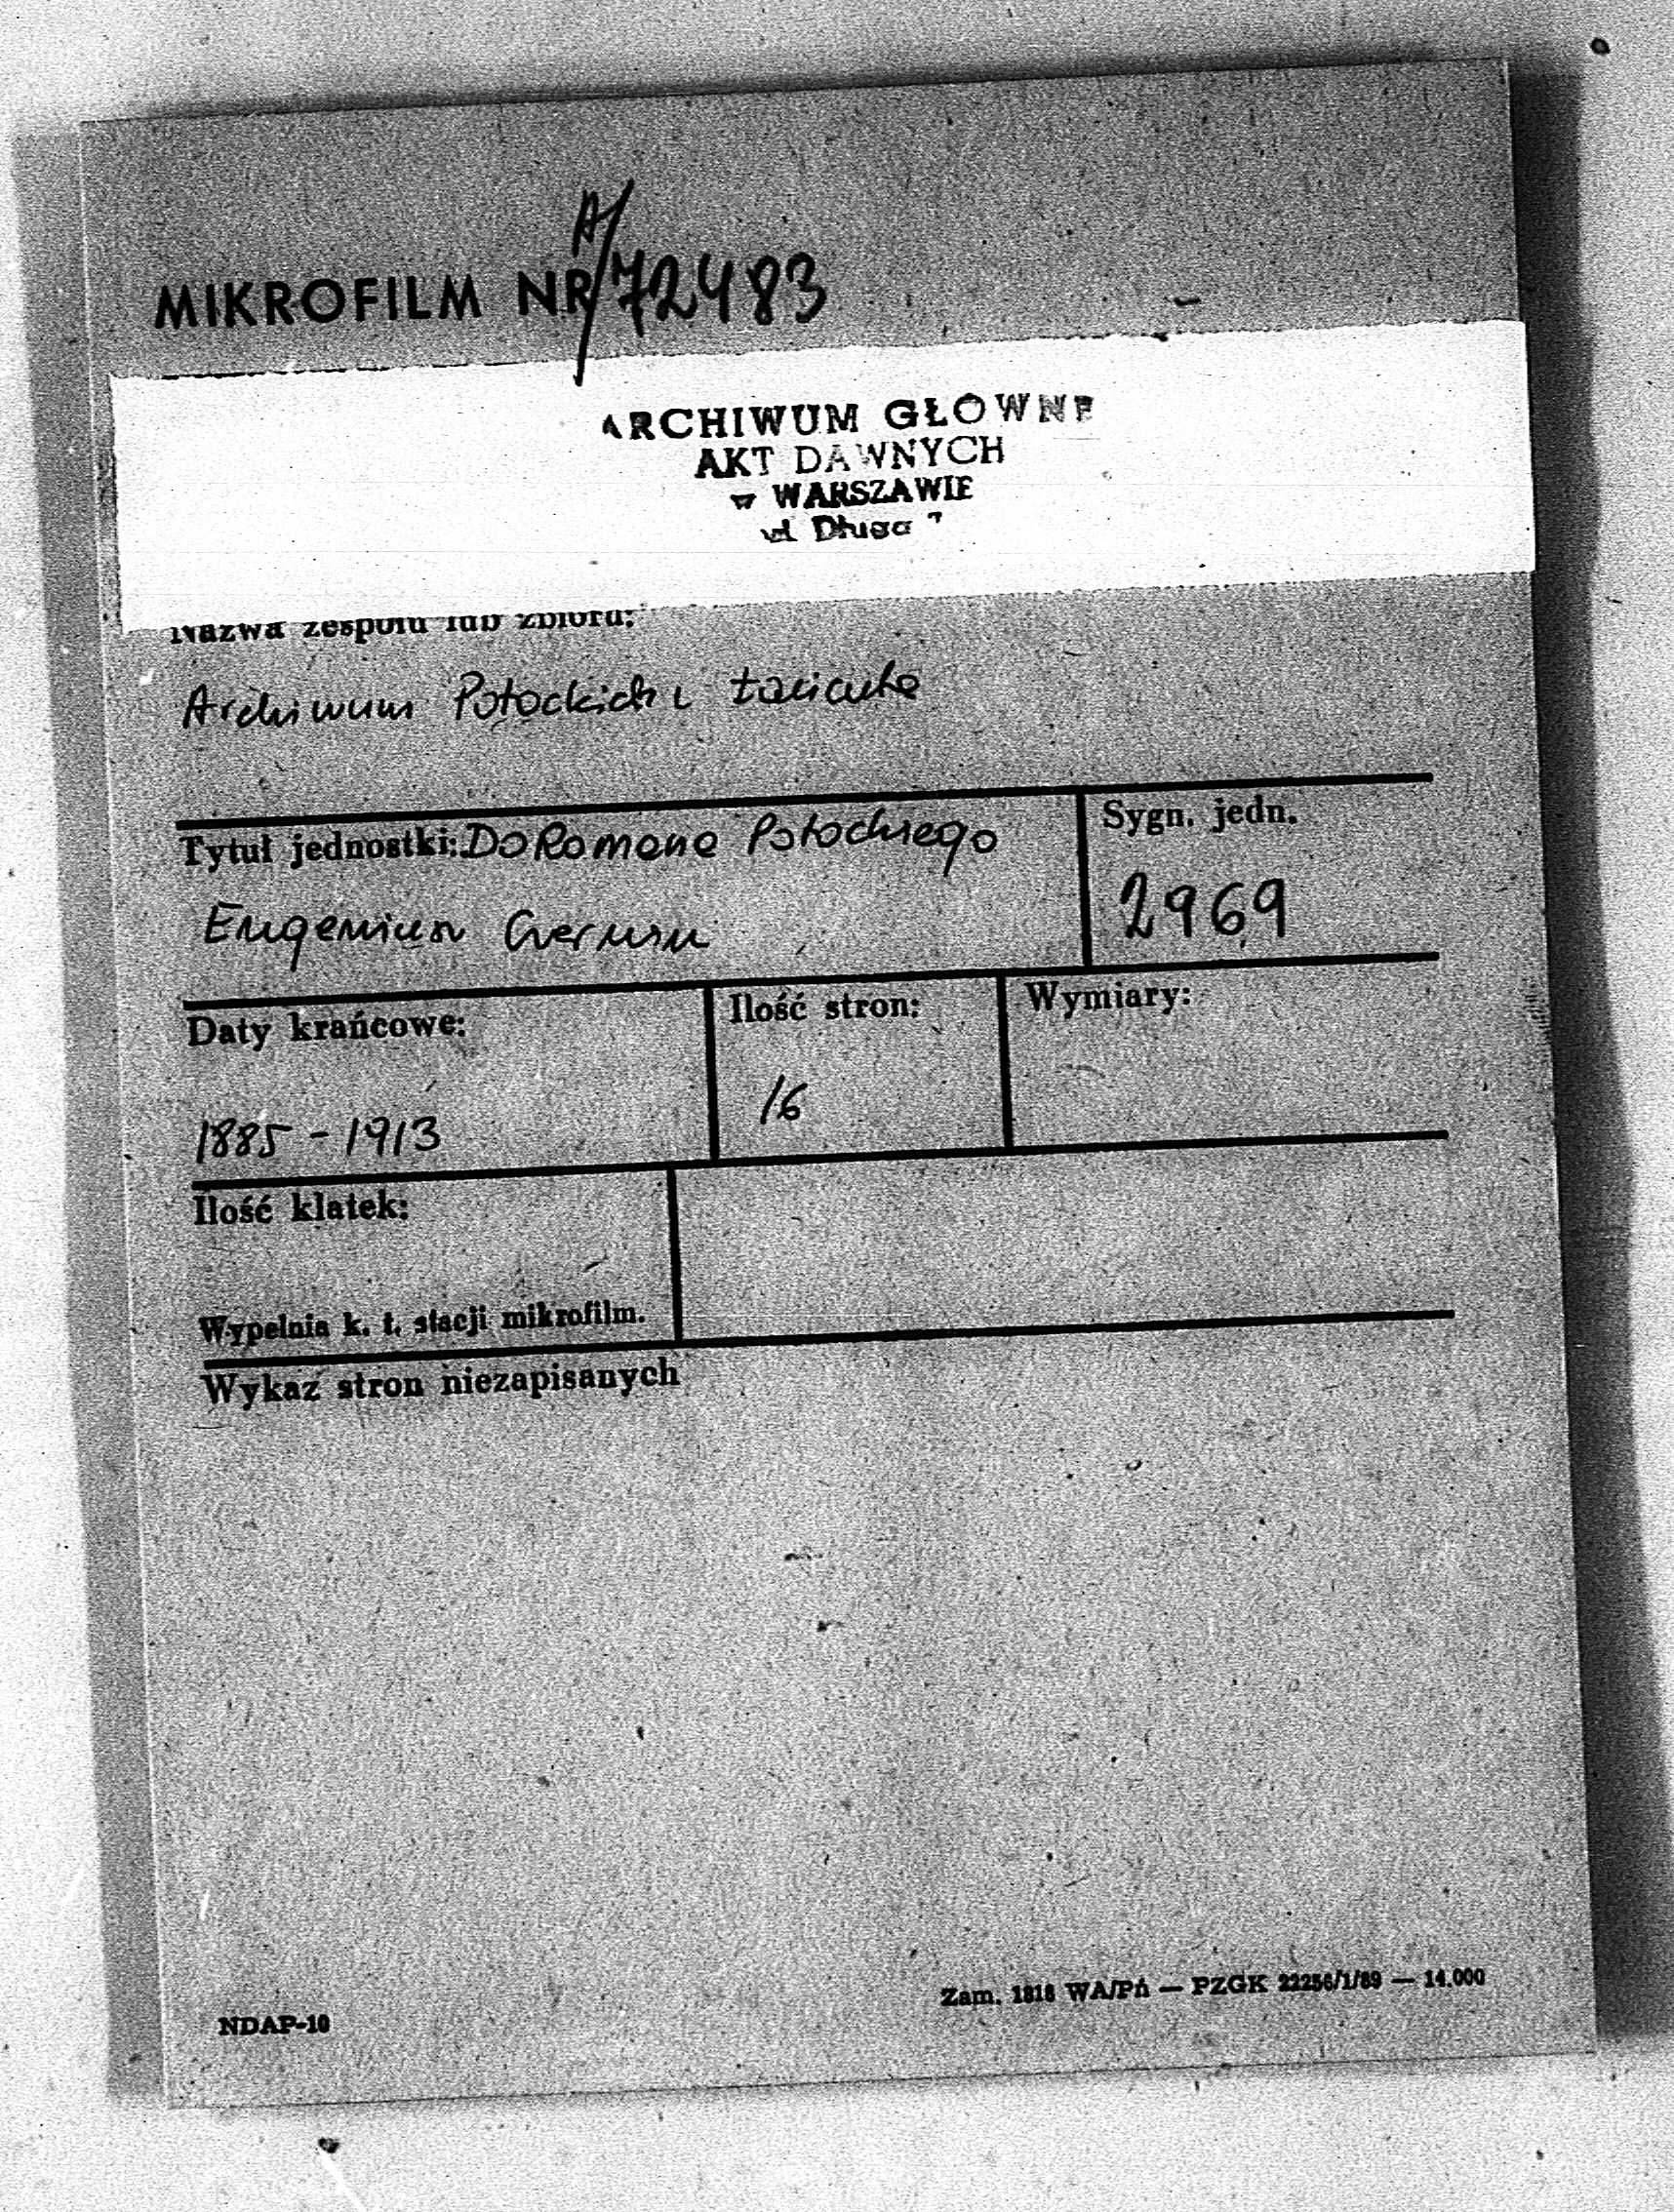 A/
MIKROFILM NR 72483
ARCHIWUM GŁÓWNE
AKT DAWNYCH
w WARSZAWIE
ul. Długa 7
Nazwa zespołu lub zbioru:
Archiwum Potockich z Łańcuta
Tytuł jednostki: Do Romana Potockiego
Sygn. jedn.
Eugeniusz
2969
Daty krańcowe:
Ilość stron:
Wymiary:
1885 - 1913
16
Ilość klatek:
Wypełnia k. t. stacji mikrofilm.
Wykaz stron niezapisanych
NDAP-10
Zam. 1818 WA/Pń — PZGK 22256/1/89 — 14.000